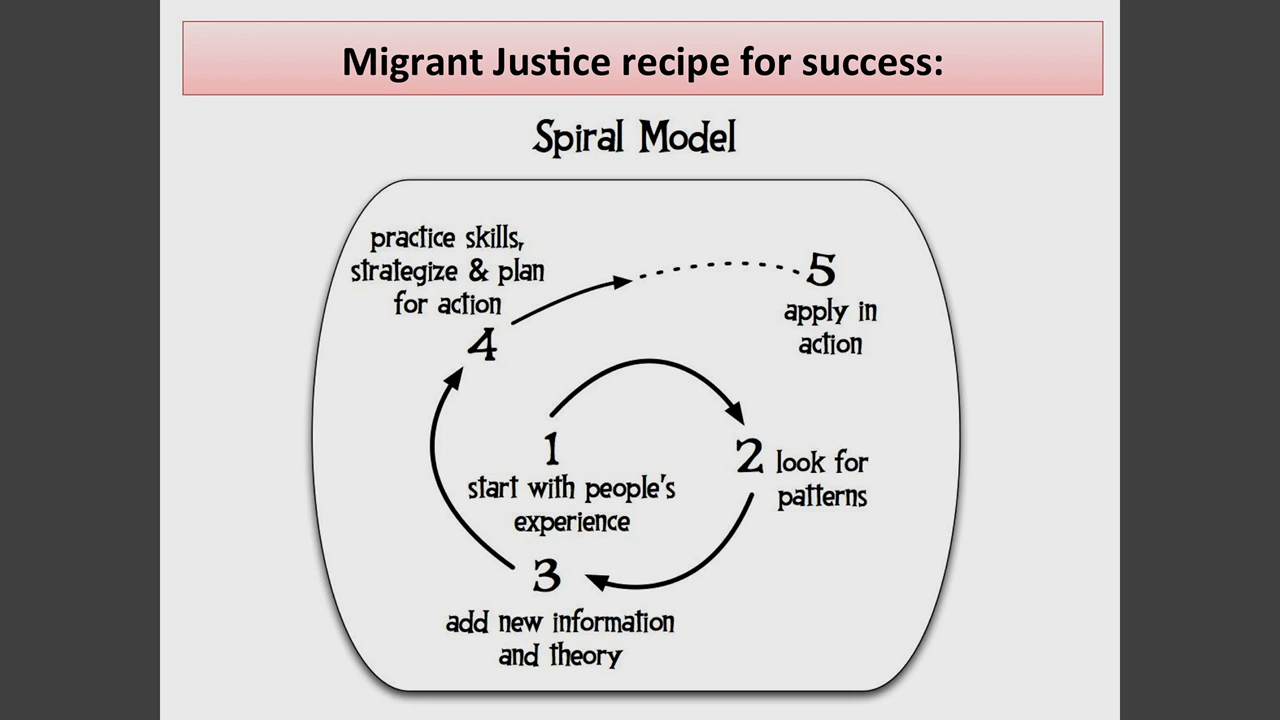 Migrant Justice recipe for success:
Spiral Model
practice skills,
strategize & plan
for action
4
5
apply in
action
1
start with people's
experience
2
look for
patterns
3
add new information
and theory